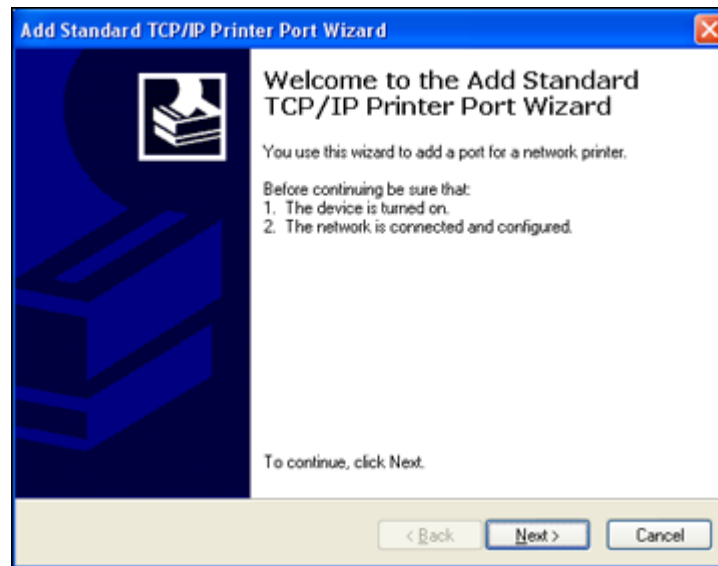 Add Standard TCP/IP Printer Port Wizard
Welcome to the Add Standard
TCP/IP Printer Port Wizard
You use this wizard to add a port for a network printer.
Before continuing be sure that:
1. The device is turned on.
2. The network is connected and configured.
To continue, click Next.
< Back
Next >
Cancel